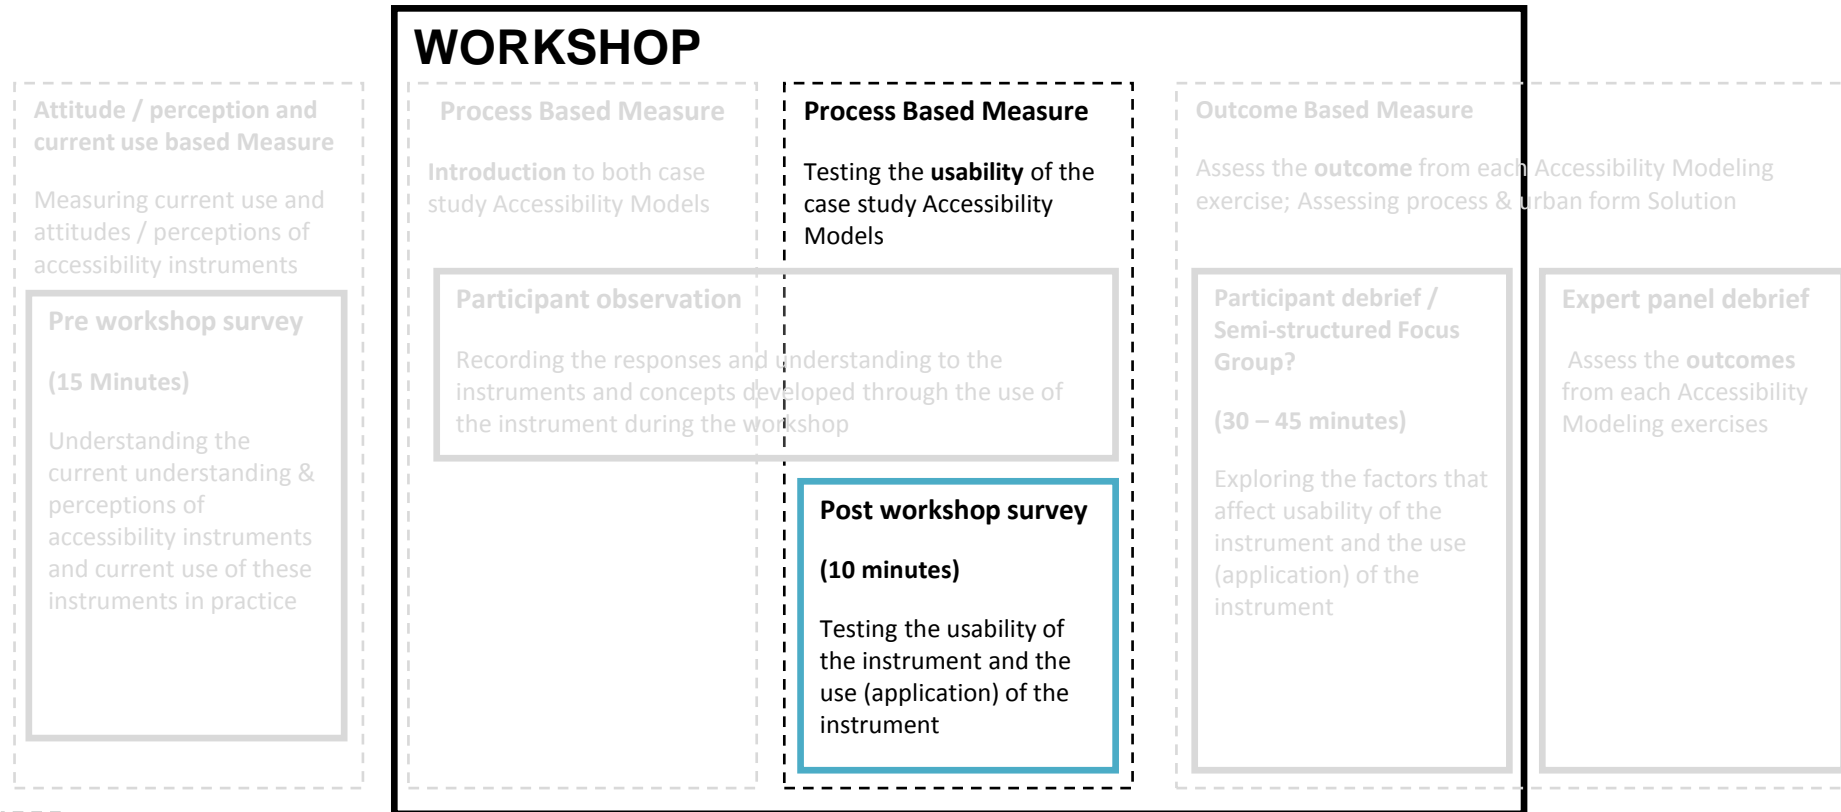 WORKSHOP
Attitude / perception and
current use based Measure
Measuring current use and
attitudes / perceptions of
accessibility instruments
Pre workshop survey
(15 Minutes)
Understanding the
current understanding &
perceptions of
accessibility instruments
and current use of these
instruments in practice
Process Based Measure
Introduction to both case
study Accessibility Models
Process Based Measure
Testing the usability of the
case study Accessibility
Models
Participant observation
Recording the responses and understanding to the
instruments and concepts developed through the use of
the instrument during the workshop
Post workshop survey
(10 minutes)
Testing the usability of
the instrument and the
use (application) of the
instrument
Outcome Based Measure
Assess the outcome from each Accessibility Modeling
exercise; Assessing process & urban form Solution
Participant debrief /
Semi-structured Focus
Group?
(30 – 45 minutes)
Exploring the factors that
affect usability of the
instrument and the use
(application) of the
instrument
Expert panel debrief
Assess the outcomes
from each Accessibility
Modeling exercises